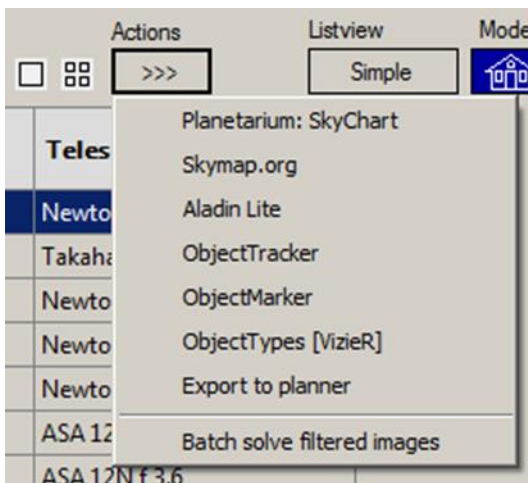 Actions
Listview
Mode
>>>
Simple
Planetarium: SkyChart
Skymap.org
Aladin Lite
ObjectTracker
ObjectMarker
ObjectTypes [VizieR]
Export to planner
Batch solve filtered images
Teles
Newto
Takaha
Newto
Newto
Newto
ASA 12
ASA 12N f 3.6